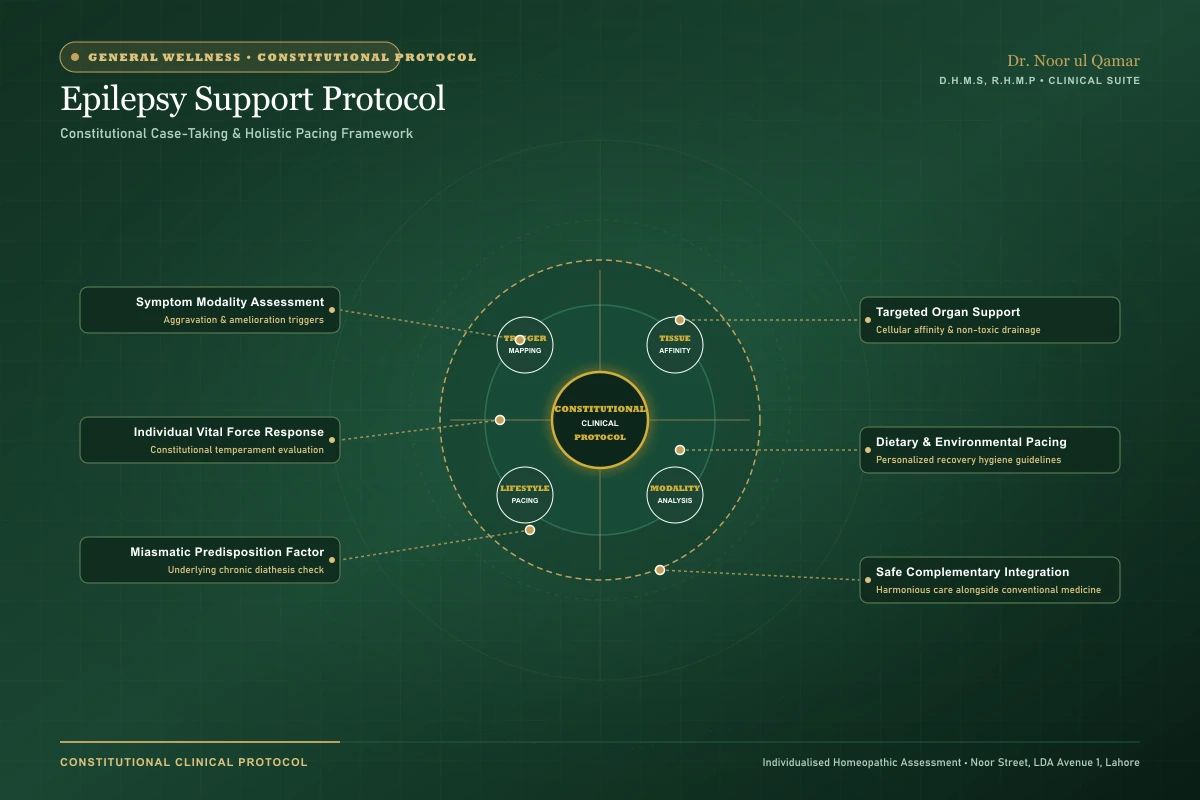 GENERAL WELLNESS • CONSTITUTIONAL PROTOCOL
Epilepsy Support Protocol
Constitutional Case-Taking & Holistic Pacing Framework
Dr. Noor ul Qamar
D.H.M.S, R.H.M.P • CLINICAL SUITE
Symptom Modality Assessment
Aggravation & amelioration triggers
Individual Vital Force Response
Constitutional temperament evaluation
Miasmatic Predisposition Factor
Underlying chronic diathesis check
MAPPING
TISSUE
AFFINITY
CONSTITUTIONAL
CLINICAL
PROTOCOL
LIFESTYLE
PACING
MODALITY
ANALYSIS
Targeted Organ Support
Cellular affinity & non-toxic drainage
Dietary & Environmental Pacing
Personalized recovery hygiene guidelines
Safe Complementary Integration
Harmonious care alongside conventional medicine
CONSTITUTIONAL CLINICAL PROTOCOL
Individualised Homeopathic Assessment • Noor Street, LDA Avenue 1, Lahore